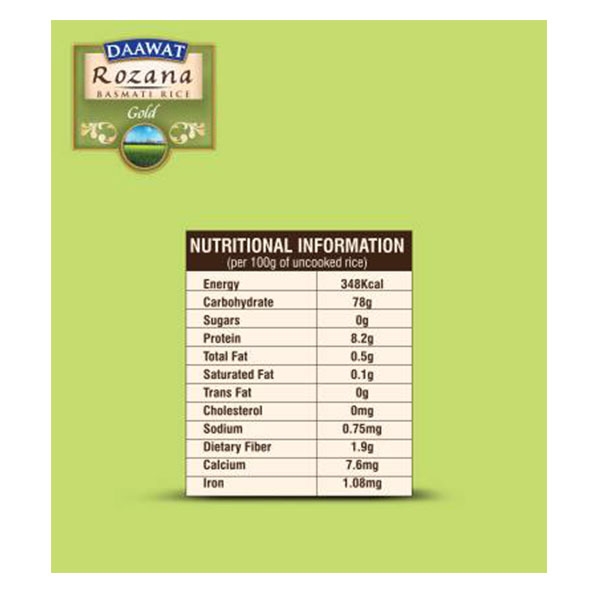 DAAWAT
Rozana
BASMATI RICE
Gold
NUTRITIONAL INFORMATION
(per 100g of uncooked rice)
Energy 348Kcal
Carbohydrate 78g
Sugars 0g
Protein 8.2g
Total Fat 0.5g
Saturated Fat 0.1g
Trans Fat 0g
Cholesterol 0mg
Sodium 0.75mg
Dietary Fiber 1.9g
Calcium 7.6mg
Iron 1.08mg